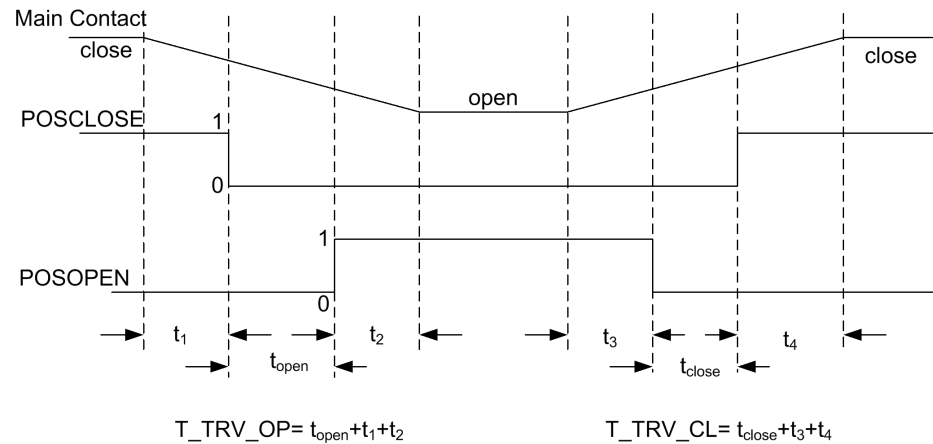 Main Contact
close
open
close
POSCLOSE
1
0
1
POSOPEN
0
t1
t2
t3
t4
topen
tclose
T_TRV_OP= topen+t1+t2
T_TRV_CL= tclose+t3+t4